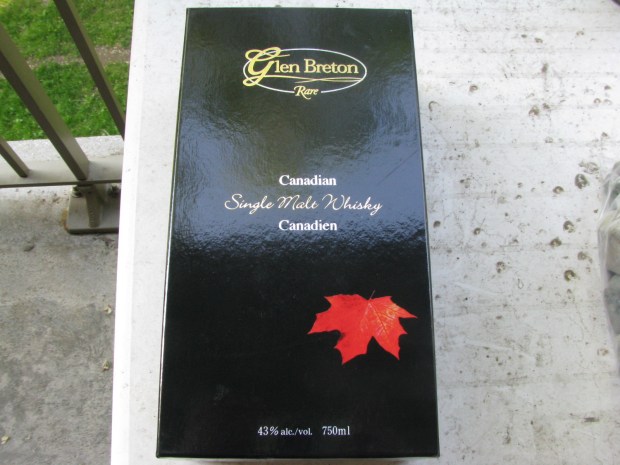 Glen Breton
Rare
Canadian
Single Malt Whisky
Canadien
43% alc./vol. 750ml